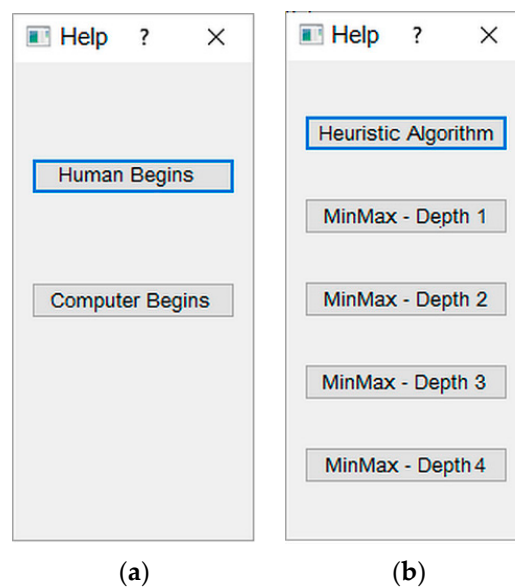 Help ? ×
Human Begins
Computer Begins
(a)
Help ? ×
Heuristic Algorithm
MinMax - Depth 1
MinMax - Depth 2
MinMax - Depth 3
MinMax - Depth 4
(b)